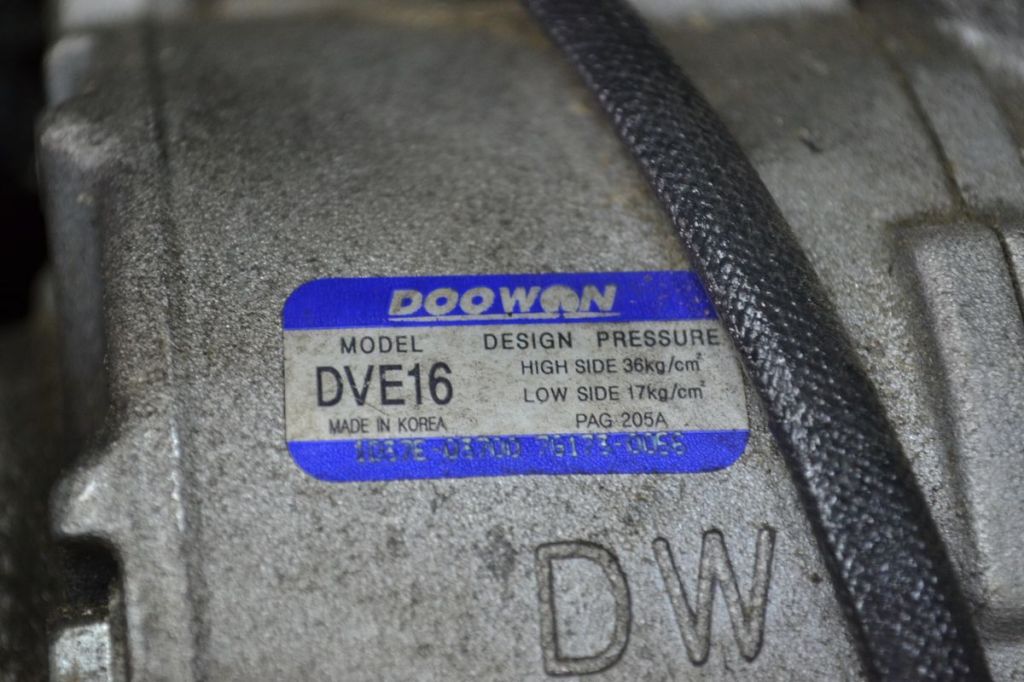 DOOWON
MODEL
DVE16
MADE IN KOREA
DESIGN PRESSURE
HIGH SIDE 36kg/cm²
LOW SIDE 17kg/cm²
PAG 205A
DW